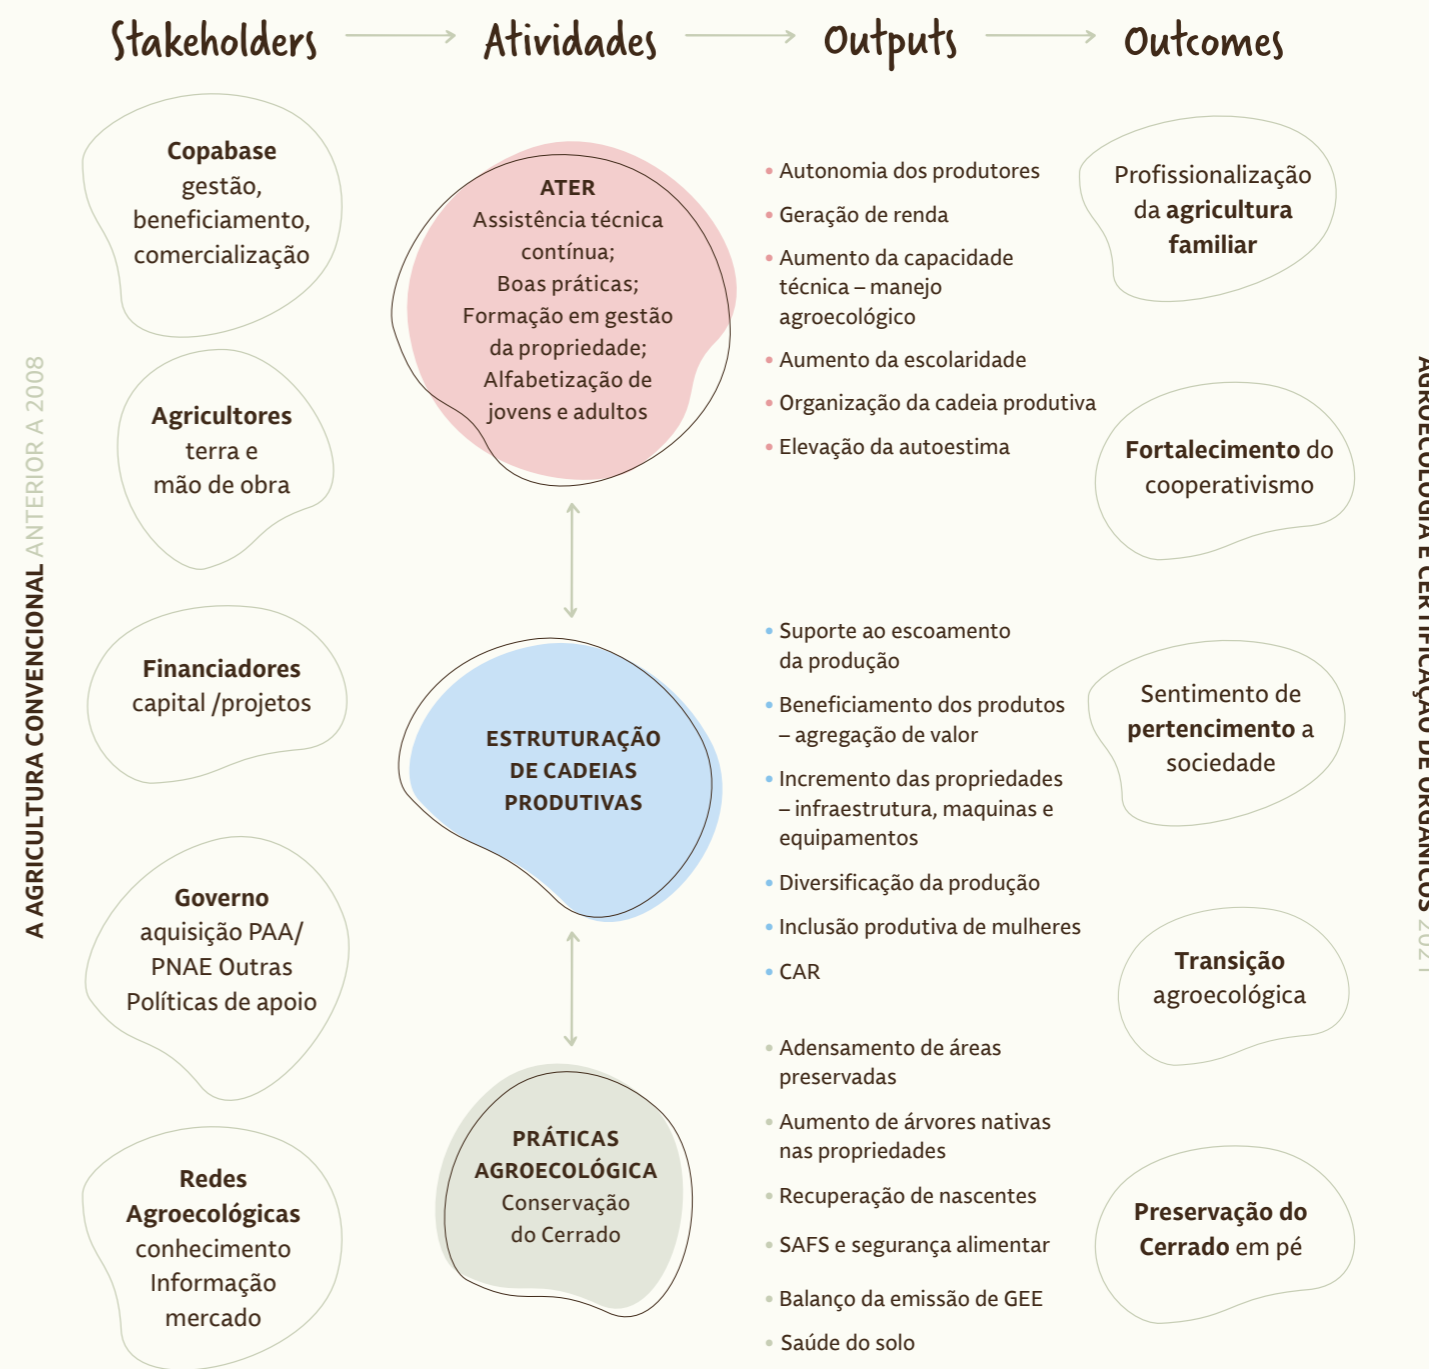 Stakeholders
Atividades
Outputs
Outcomes
A AGRICULTURA CONVENCIONAL ANTERIOR A 2008
Copabase
gestão,
beneficiamento,
comercialização
Agricultores
terra e
mão de obra
Financiadores
capital /projetos
Governo
aquisição PAA/
PNAE Outras
Políticas de apoio
Redes
Agroecológicas
conhecimento
Informação
mercado
ATER
Assistência técnica
contínua;
Boas práticas;
Formação em gestão
da propriedade;
Alfabetização de
jovens e adultos
ESTRUTURAÇÃO
DE CADEIAS
PRODUTIVAS
PRÁTICAS
AGROECOLÓGICA
Conservação
do Cerrado
• Autonomia dos produtores
• Geração de renda
• Aumento da capacidade
técnica – manejo
agroecológico
• Aumento da escolaridade
• Organização da cadeia produtiva
• Elevação da autoestima
• Suporte ao escoamento
da produção
• Beneficiamento dos produtos
– agregação de valor
• Incremento das propriedades
– infraestrutura, maquinas e
equipamentos
• Diversificação da produção
• Inclusão produtiva de mulheres
• CAR
• Adensamento de áreas
preservadas
• Aumento de árvores nativas
nas propriedades
• Recuperação de nascentes
• SAFS e segurança alimentar
• Balanço da emissão de GEE
• Saúde do solo
Profissionalização
da agricultura
familiar
Fortalecimento do
cooperativismo
Sentimento de
pertencimento a
sociedade
Transição
agroecológica
Preservação do
Cerrado em pé
AGROECOLOGIA E CERTIFICAÇÃO DE ORGÂNICOS 2021